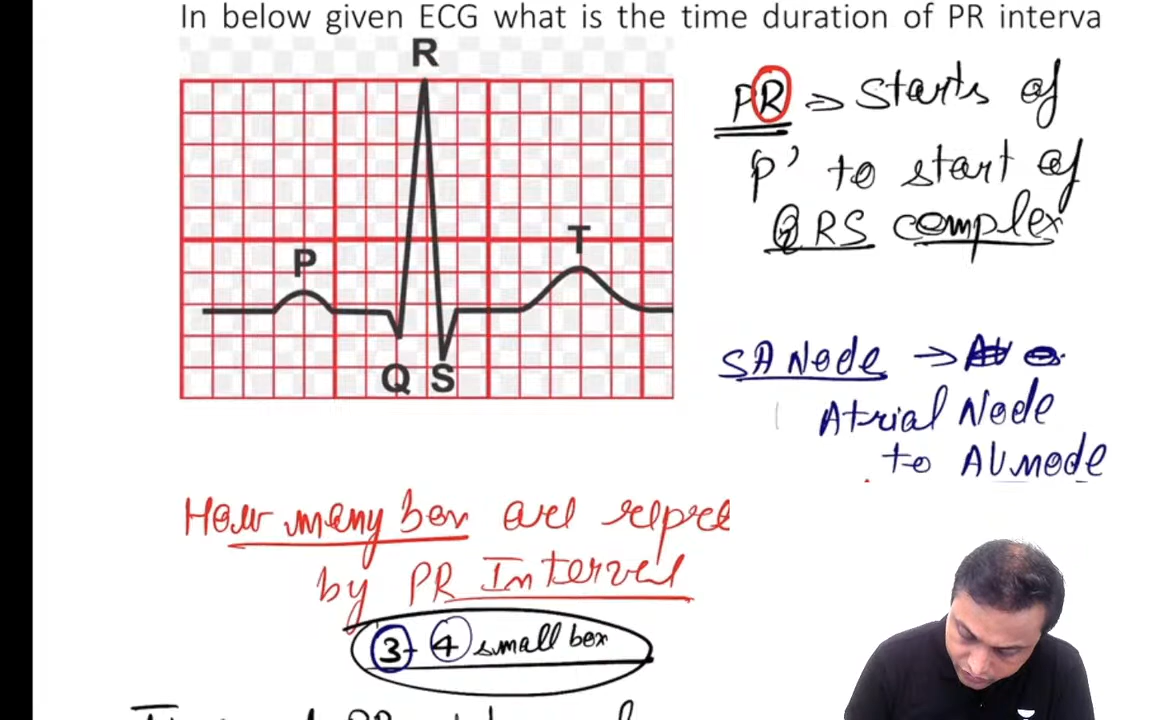 In below given ECG what is the time duration of PR interva
R
P
T
Q S
PR ⇒ Starts of
P' to start of
QRS complex
SA Node →
Atrial Node
to AV node
How many box are repre
by PR Interval
3-4 small box